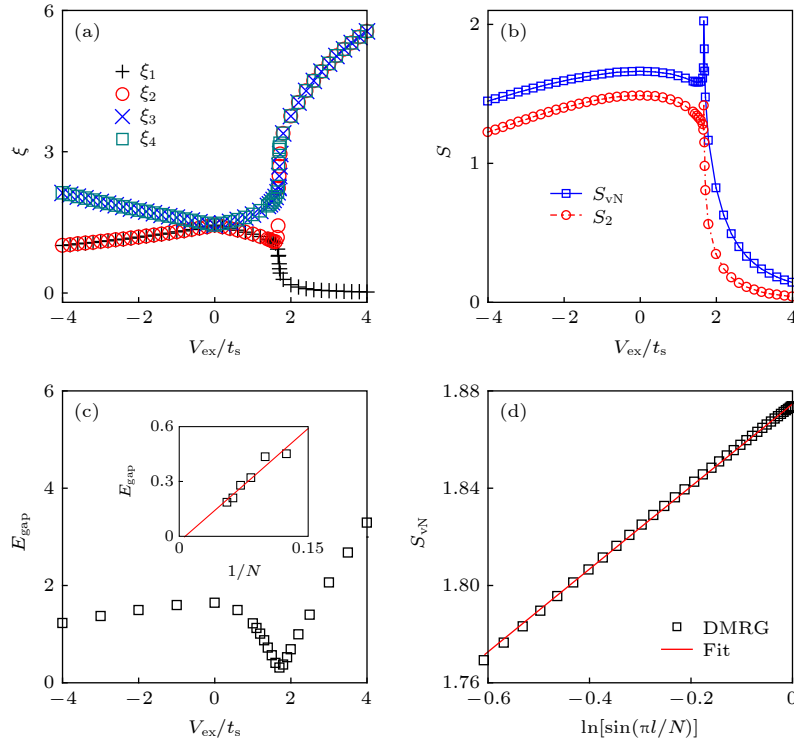 (a)
6
3
0
ξ
ξ1
ξ2
ξ3
ξ4
−4 −2 0 2 4
Vex/ts
(b)
2
1
0
S
SvN
S2
−4 −2 0 2 4
Vex/ts
(c)
6
4
2
0
Egap
0.6
0.3
0
Egap
0 0.15
1/N
−4 −2 0 2 4
Vex/ts
(d)
1.88
1.84
1.80
1.76
SvN
DMRG
Fit
−0.6 −0.4 −0.2 0
ln[sin(πl/N)]